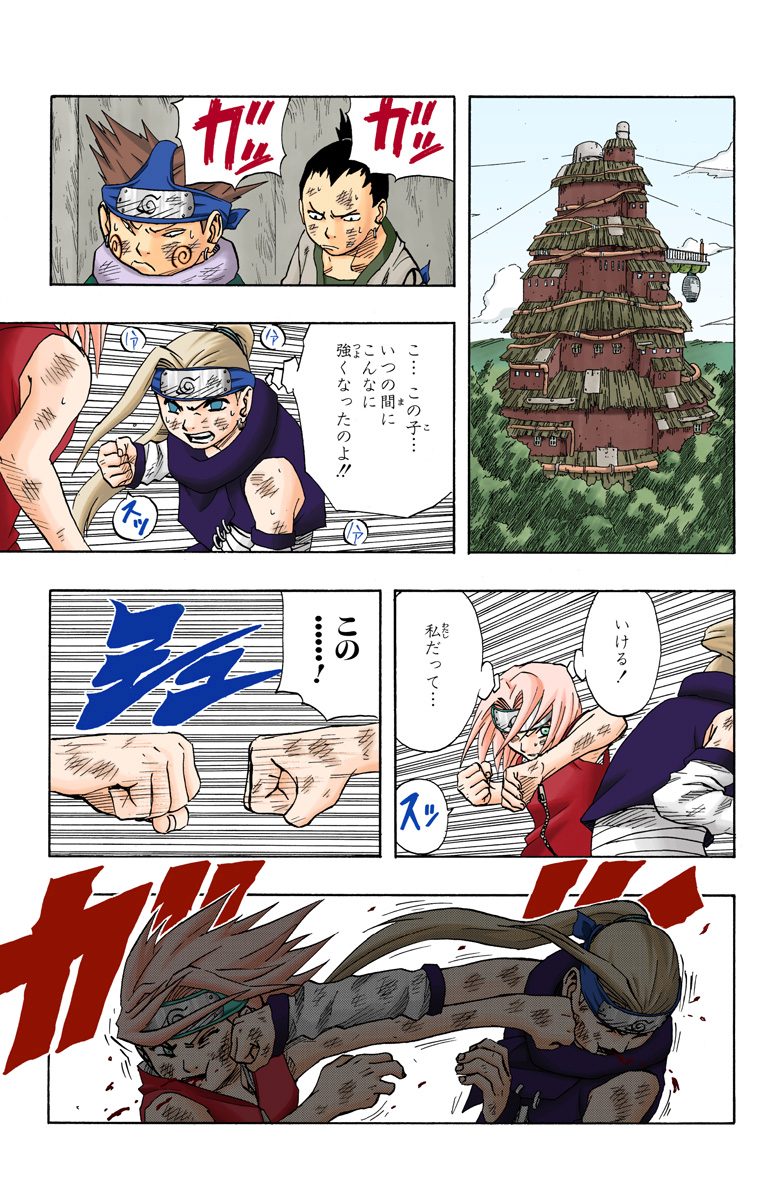 ガッ
ガッ
こ…この子…
いつの間に
こんなに
強くなったのよ!!
ハァ
ハァ
ハァ
スッ
いける!
私だって…
スッ
この
……!
シュ
ガッ